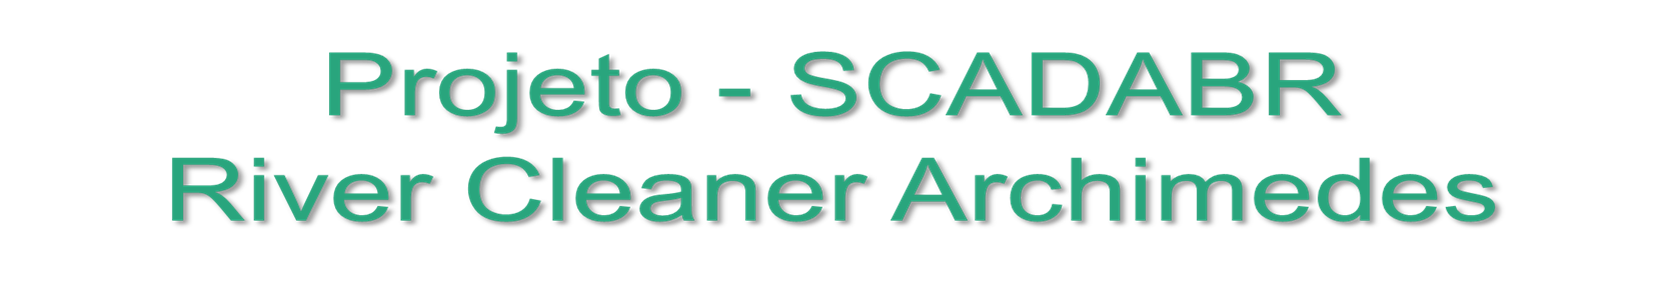 Projeto - SCADABR
River Cleaner Archimedes